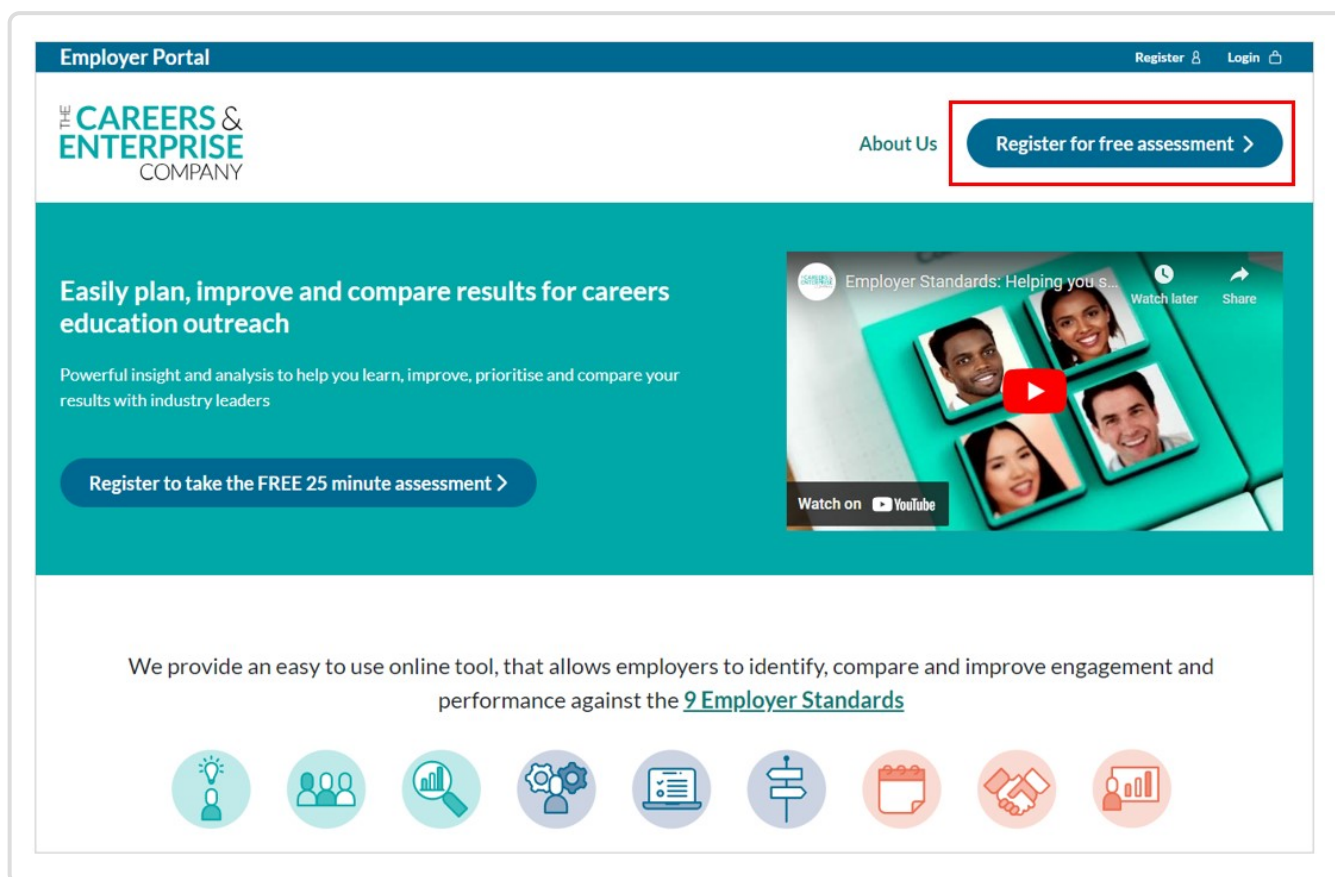 Employer Portal
Register
Login
THE
CAREERS &
ENTERPRISE
COMPANY
About Us
Register for free assessment >
Easily plan, improve and compare results for careers
education outreach
Powerful insight and analysis to help you learn, improve, prioritise and compare your
results with industry leaders
Register to take the FREE 25 minute assessment >
Employer Standards: Helping you s...
Watch later
Share
Watch on YouTube
We provide an easy to use online tool, that allows employers to identify, compare and improve engagement and
performance against the 9 Employer Standards